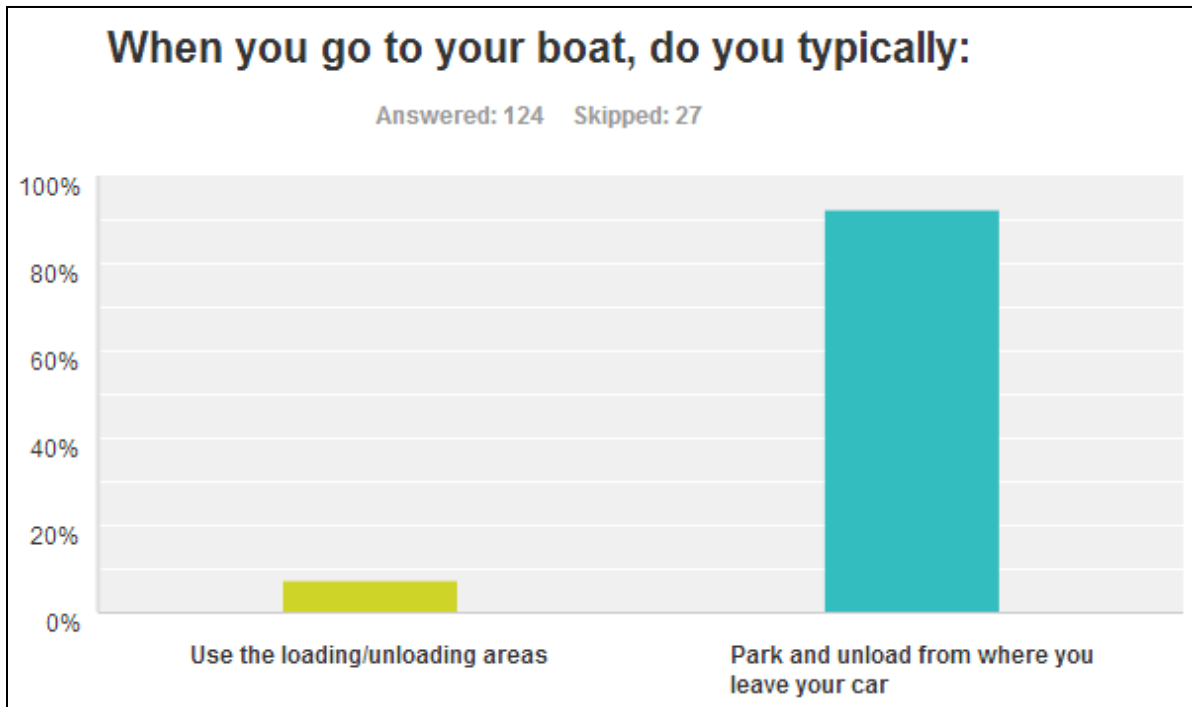 When you go to your boat, do you typically:
Answered: 124 Skipped: 27
100%
80%
60%
40%
20%
0%
Use the loading/unloading areas
Park and unload from where you
leave your car